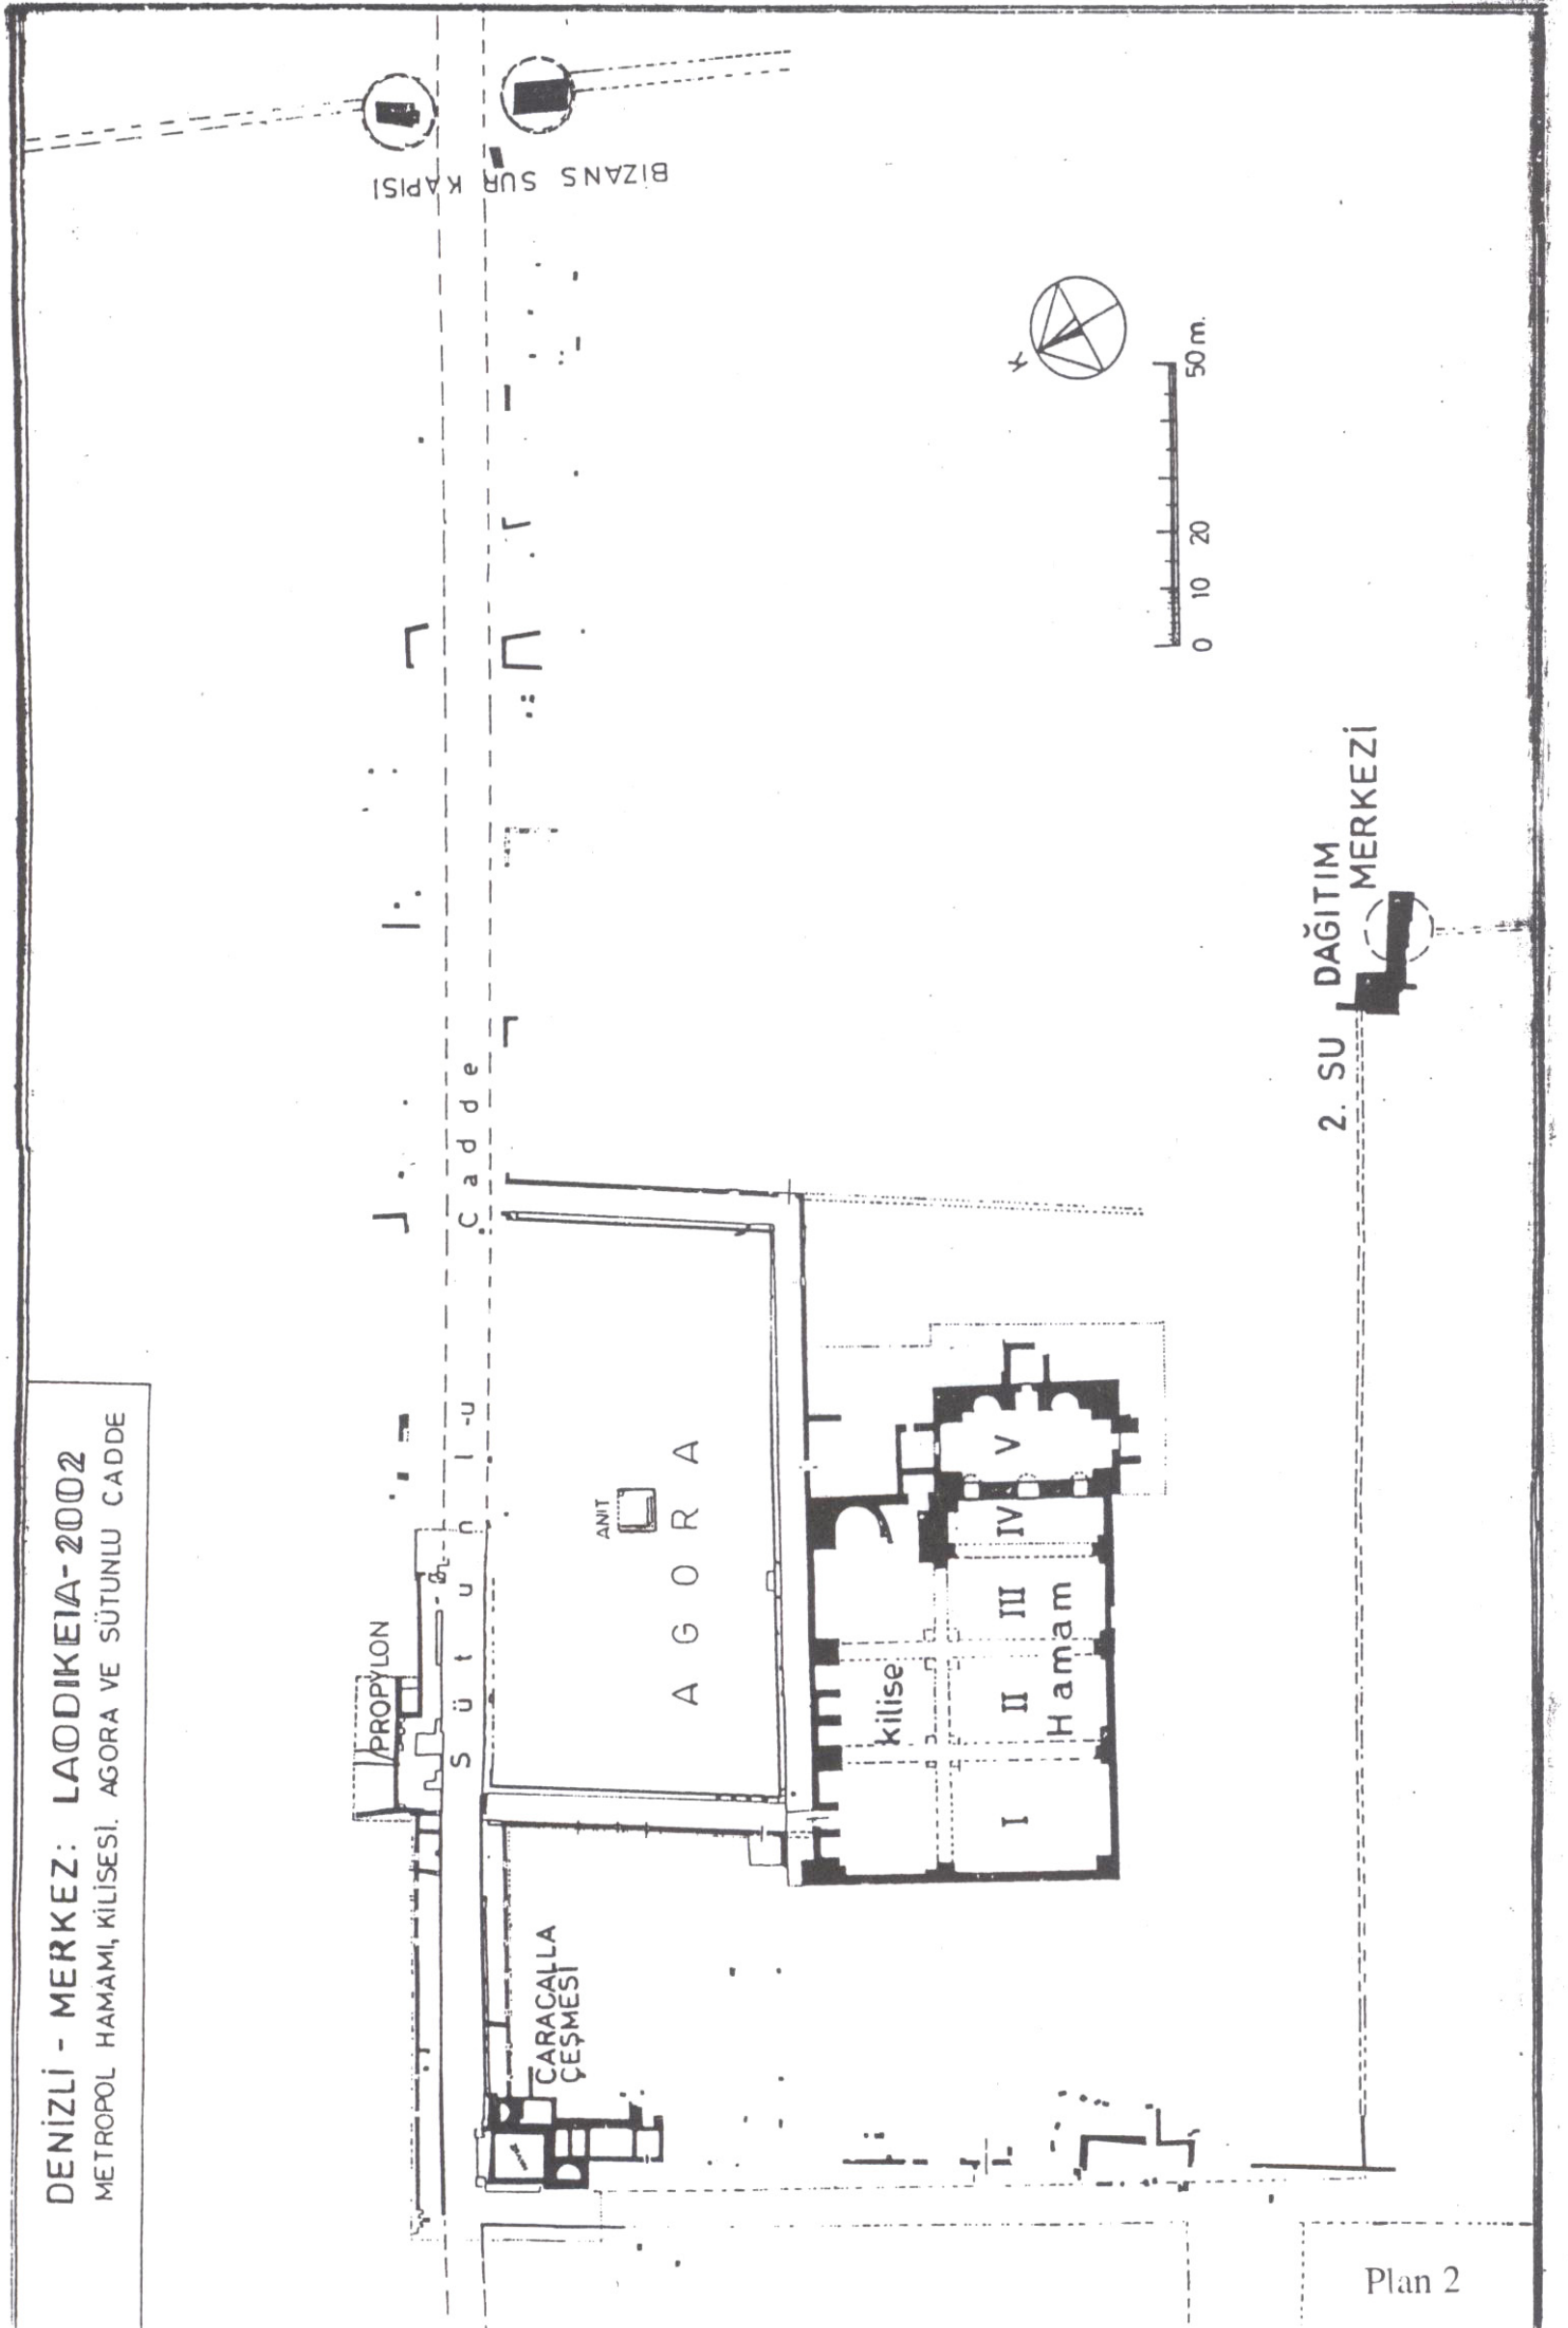 DENİZLİ - MERKEZ: LAODIKEIA-2002
METROPOL HAMAMI, KİLİSESİ. AGORA VE SÜTUNLU CADDE
BİZANS SUR KAPISI
PROPYLON
Sütunlu Cadde
ANIT
AGORA
CARACALLA
ÇEŞMESİ
kilise
Hamam
I
II
III
IV
V
K
0 10 20 50 m.
2. SU DAĞITIM
MERKEZİ
Plan 2